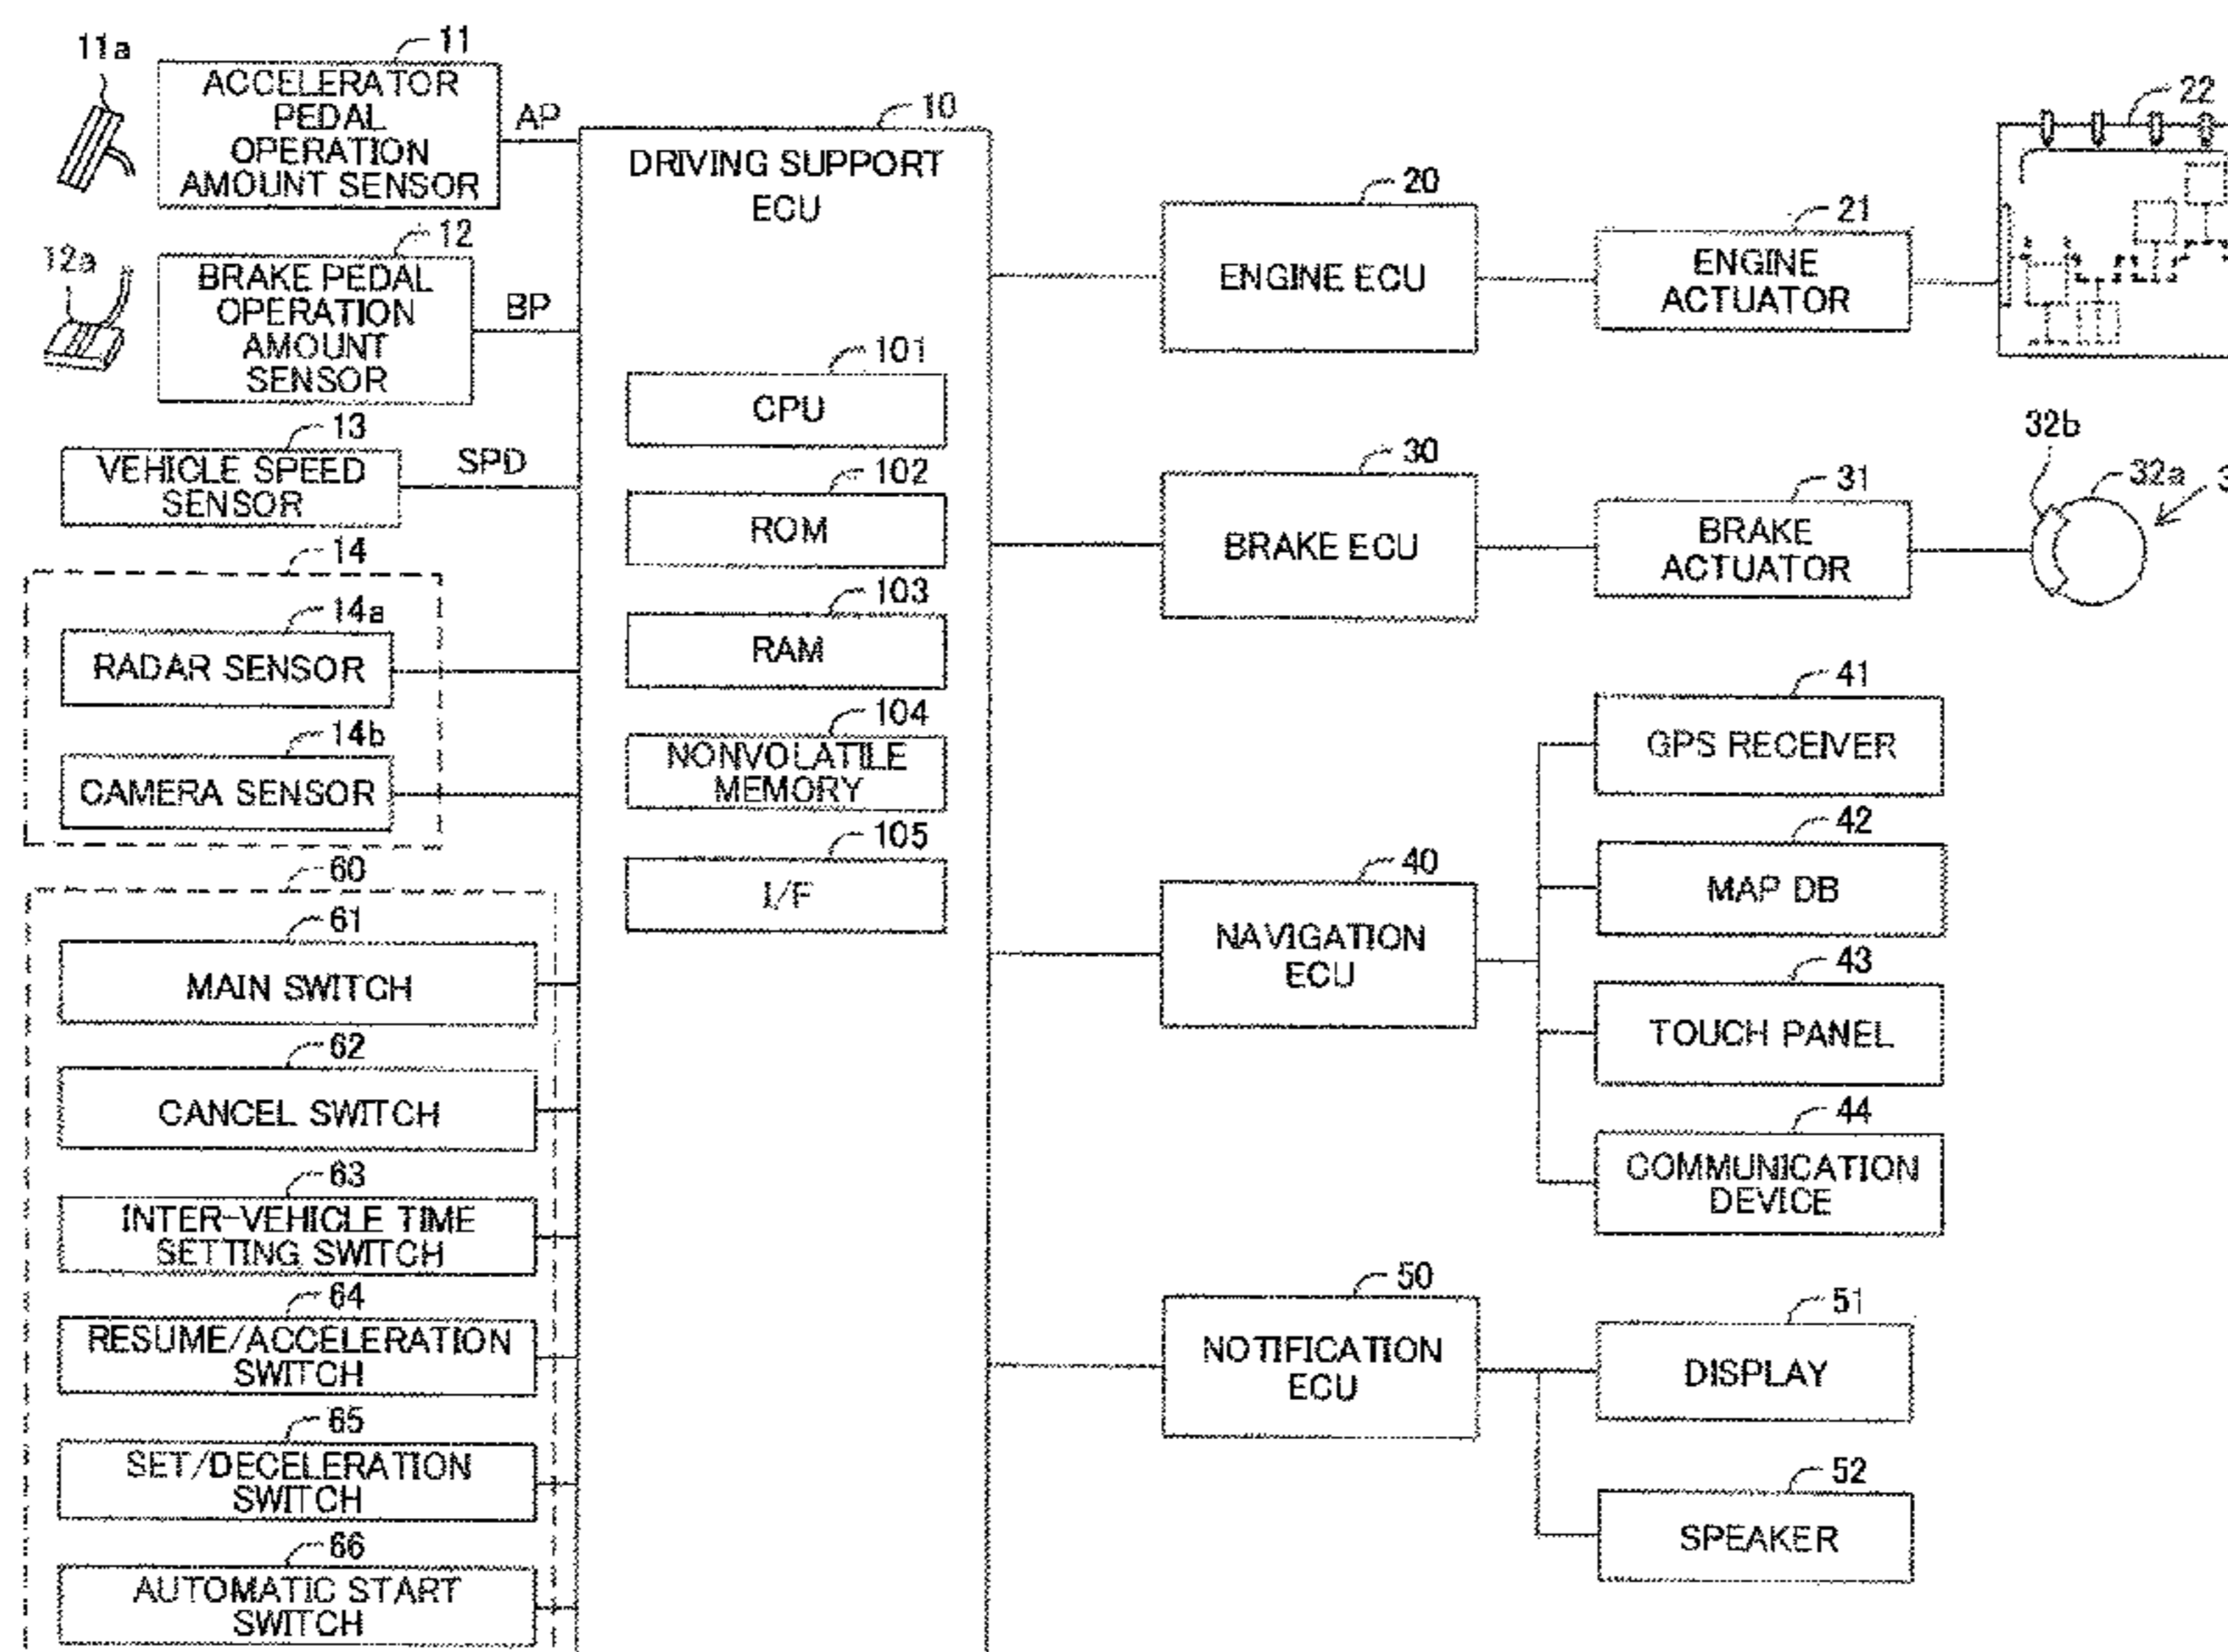 11a
11
ACCELERATOR
PEDAL
OPERATION
AMOUNT SENSOR
AP
12a
12
BRAKE PEDAL
OPERATION
AMOUNT
SENSOR
BP
13
VEHICLE SPEED
SENSOR
SPD
14
14a
RADAR SENSOR
14b
CAMERA SENSOR
60
61
MAIN SWITCH
62
CANCEL SWITCH
63
INTER-VEHICLE TIME
SETTING SWITCH
64
RESUME/ACCELERATION
SWITCH
65
SET/DECELERATION
SWITCH
66
AUTOMATIC START
SWITCH
10
DRIVING SUPPORT
ECU
101
CPU
102
ROM
103
RAM
104
NONVOLATILE
MEMORY
105
I/F
20
ENGINE ECU
21
ENGINE
ACTUATOR
22
30
BRAKE ECU
31
BRAKE
ACTUATOR
32b
32a
40
NAVIGATION
ECU
41
GPS RECEIVER
42
MAP DB
43
TOUCH PANEL
44
COMMUNICATION
DEVICE
50
NOTIFICATION
ECU
51
DISPLAY
52
SPEAKER